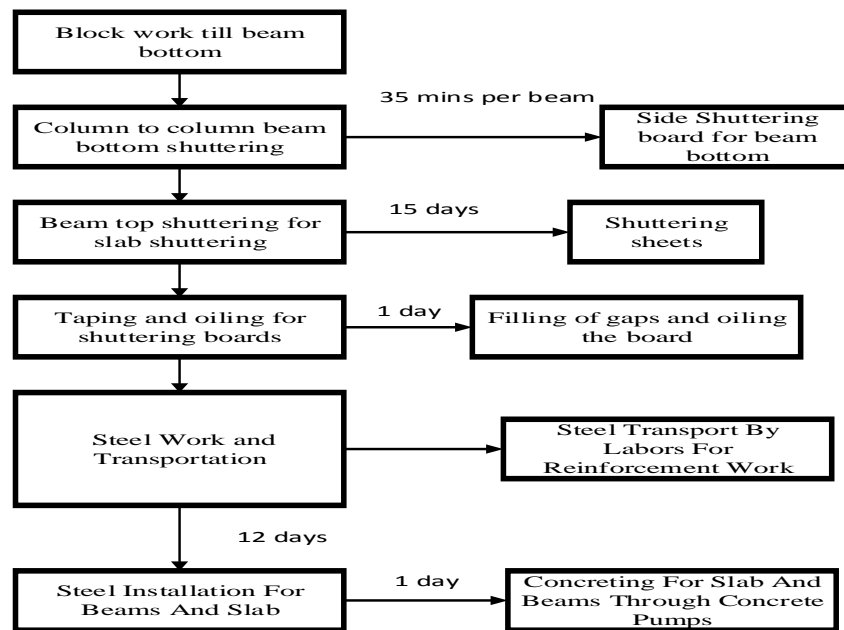 Block work till beam
bottom
35 mins per beam
Column to column beam
bottom shuttering
Side Shuttering
board for beam
bottom
Beam top shuttering for
slab shuttering
15 days
Shuttering
sheets
Taping and oiling for
shuttering boards
1 day
Filling of gaps and oiling
the board
Steel Work and
Transportation
Steel Transport By
Labors For
Reinforcement Work
12 days
Steel Installation For
Beams And Slab
1 day
Concreting For Slab And
Beams Through Concrete
Pumps